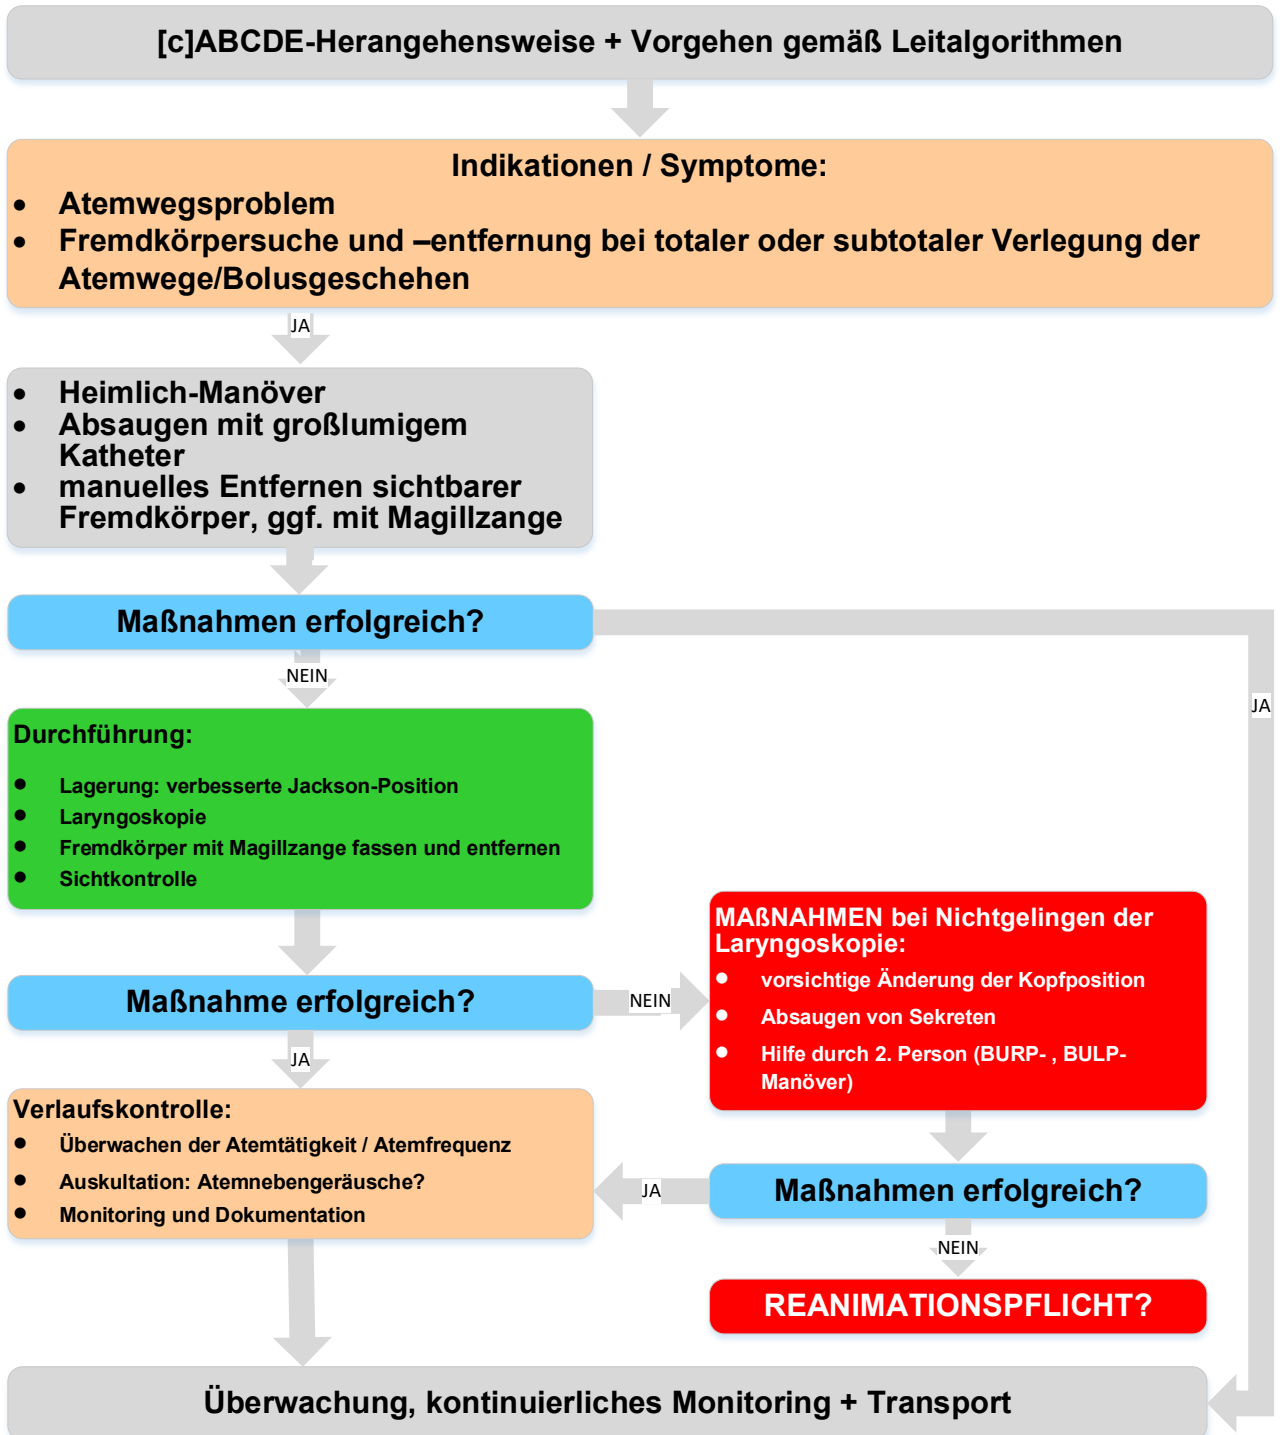 [c]ABCDE-Herangehensweise + Vorgehen gemäß Leitalgorithmen
Indikationen / Symptome:
• Atemwegsproblem
• Fremdkörpersuche und –entfernung bei totaler oder subtotaler Verlegung der
Atemwege/Bolusgeschehen
JA
• Heimlich-Manöver
• Absaugen mit großlumigem
Katheter
• manuelles Entfernen sichtbarer
Fremdkörper, ggf. mit Magillzange
Maßnahmen erfolgreich?
NEIN
JA
Durchführung:
• Lagerung: verbesserte Jackson-Position
• Laryngoskopie
• Fremdkörper mit Magillzange fassen und entfernen
• Sichtkontrolle
Maßnahme erfolgreich?
NEIN
MAßNAHMEN bei Nichtgelingen der
Laryngoskopie:
• vorsichtige Änderung der Kopfposition
• Absaugen von Sekreten
• Hilfe durch 2. Person (BURP- , BULP-
Manöver)
JA
Verlaufskontrolle:
• Überwachen der Atemtätigkeit / Atemfrequenz
• Auskultation: Atemnebengeräusche?
• Monitoring und Dokumentation
JA
Maßnahmen erfolgreich?
NEIN
REANIMATIONSPFLICHT?
Überwachung, kontinuierliches Monitoring + Transport